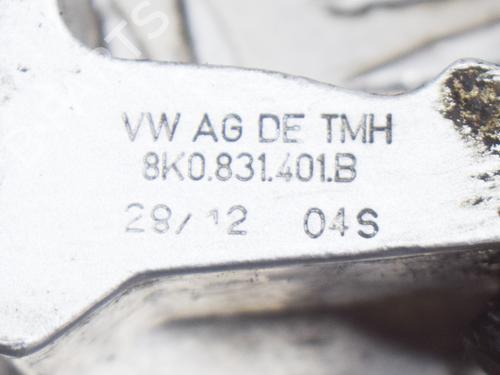 VW AG DE TMH
8K0.831.401.B
28/12 04S